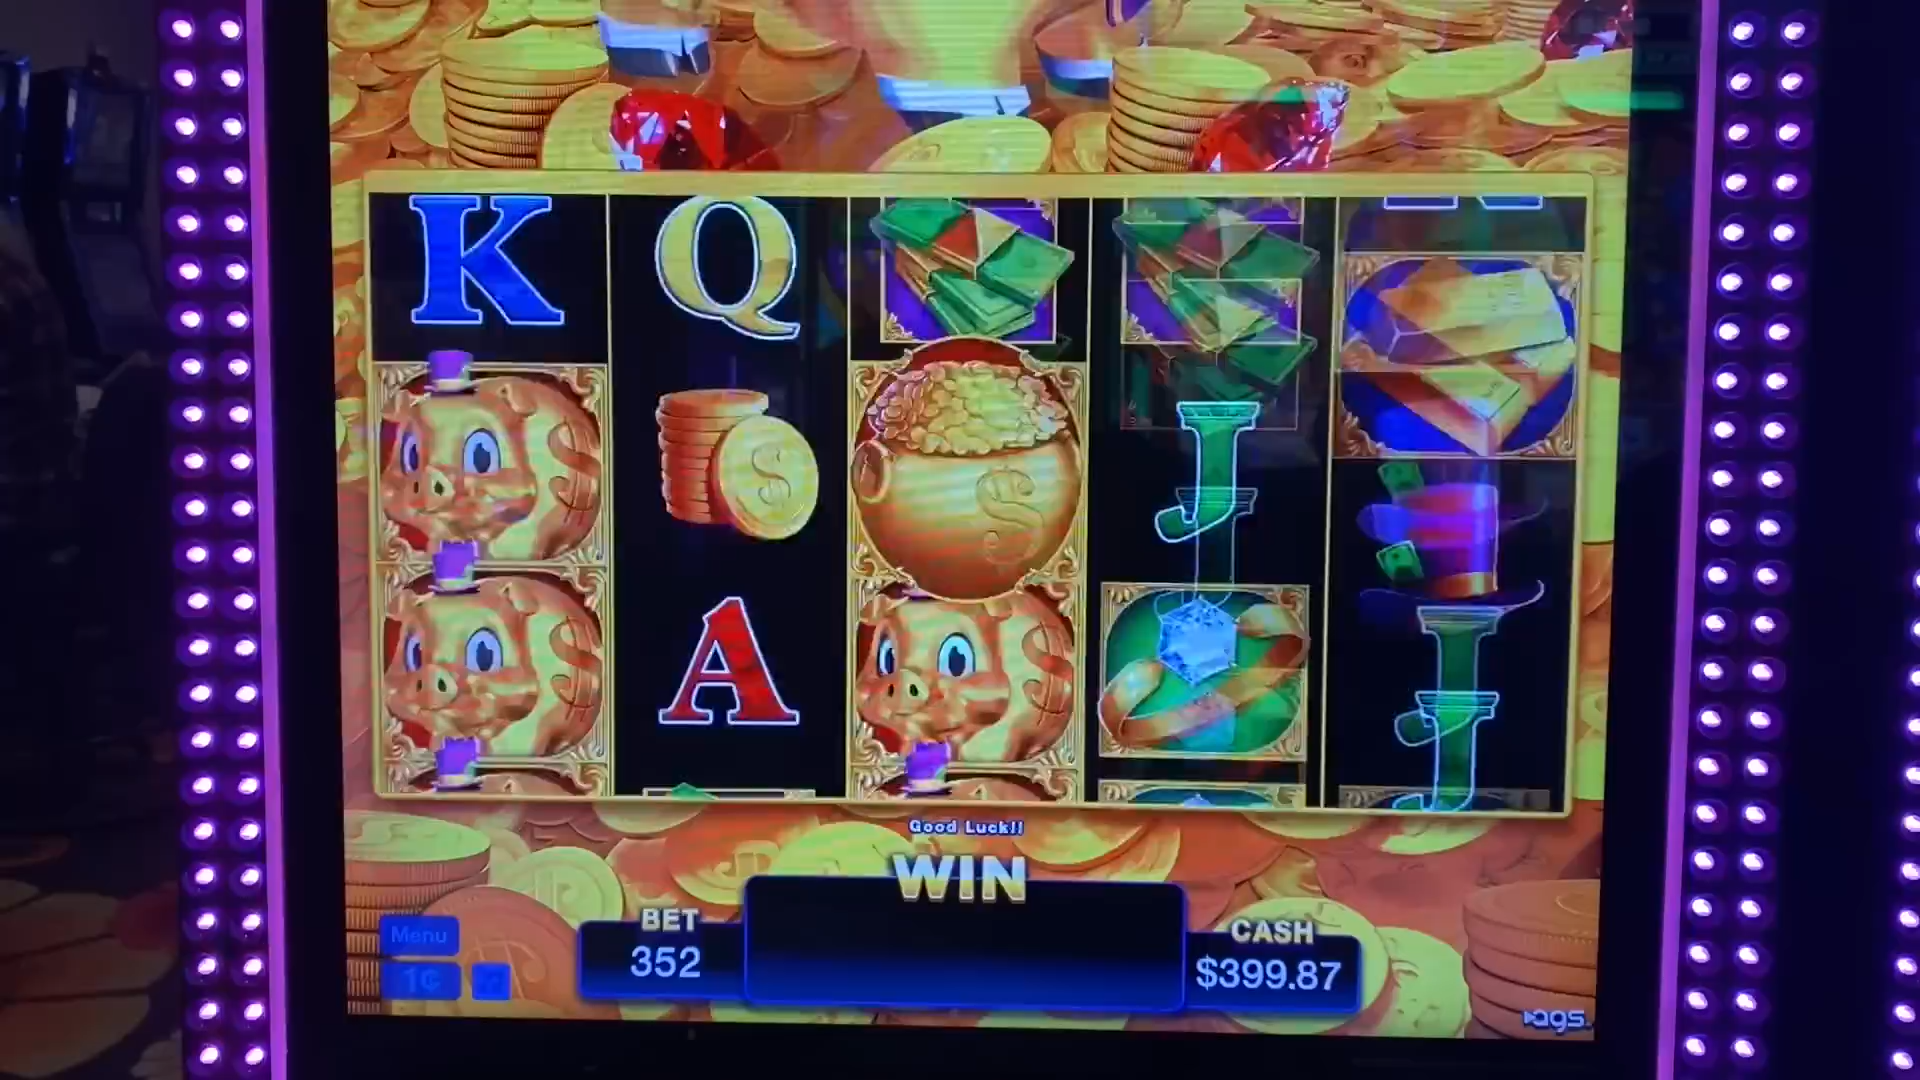 K Q
$ $ $ J
$ A $ J
J
Good Luck!!
WIN
BET
352
CASH
$399.87
Menu
1¢
ags